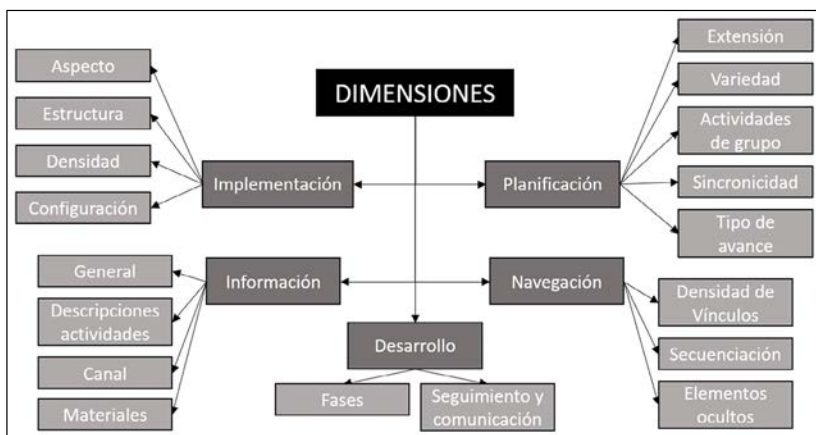 DIMENSIONES
Implementación
Aspecto
Estructura
Densidad
Configuración
Planificación
Extensión
Variedad
Actividades
de grupo
Sincronicidad
Tipo de
avance
Información
General
Descripciones
actividades
Canal
Materiales
Navegación
Densidad de
Vínculos
Secuenciación
Elementos
ocultos
Desarrollo
Fases
Seguimiento y
comunicación